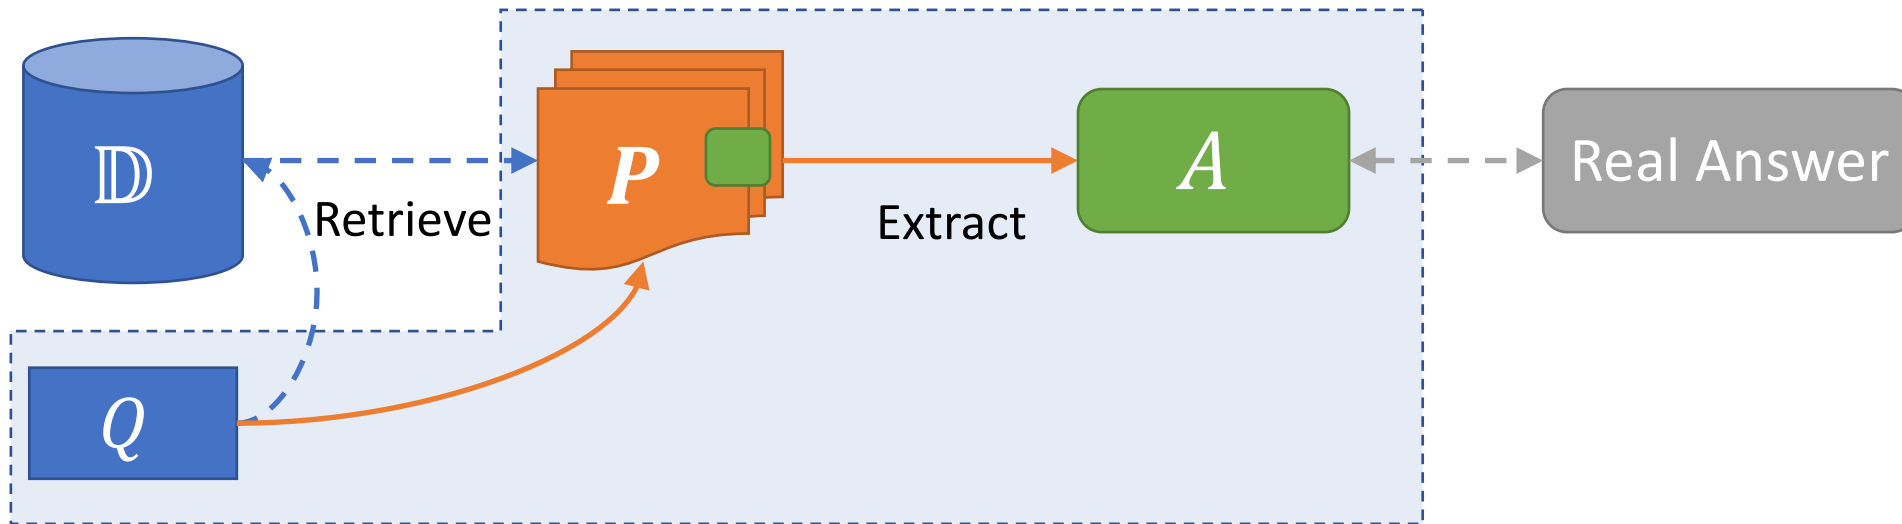 𝔻
P
A
Real Answer
Retrieve
Extract
Q